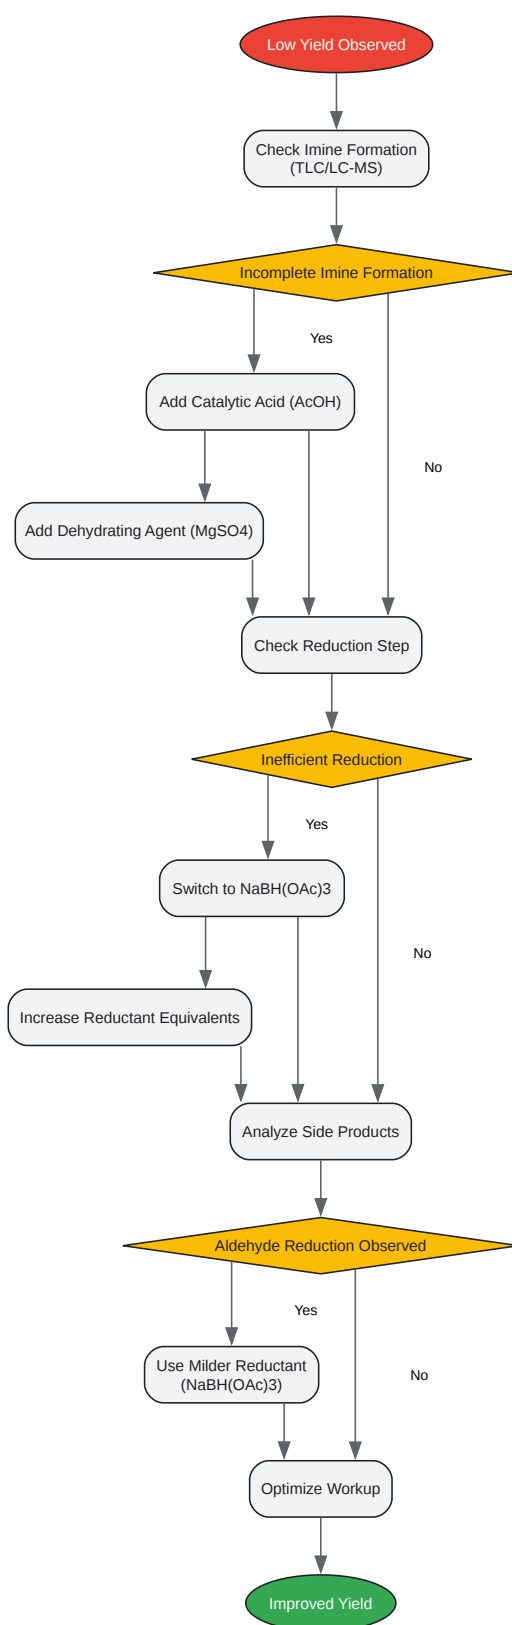 Low Yield Observed
Check Imine Formation
(TLC/LC-MS)
Incomplete Imine Formation
Yes
Add Catalytic Acid (AcOH)
No
Add Dehydrating Agent (MgSO4)
Check Reduction Step
Inefficient Reduction
Yes
Switch to NaBH(OAc)3
No
Increase Reductant Equivalents
Analyze Side Products
Aldehyde Reduction Observed
Yes
Use Milder Reductant
(NaBH(OAc)3)
No
Optimize Workup
Improved Yield